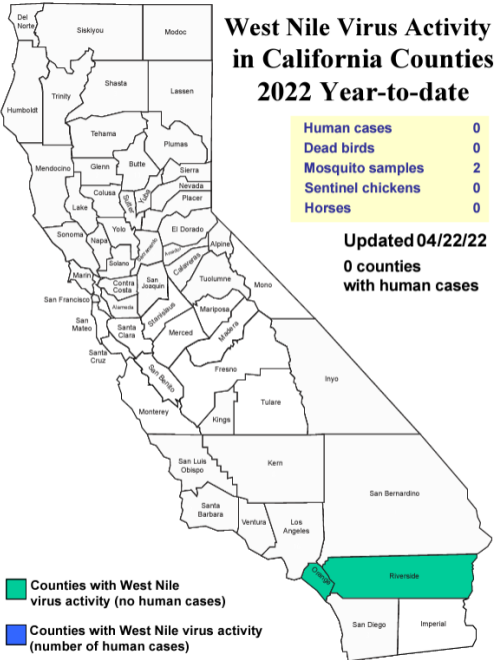 West Nile Virus Activity
in California Counties
2022 Year-to-date
Human cases 0
Dead birds 0
Mosquito samples 2
Sentinel chickens 0
Horses 0
Updated 04/22/22
0 counties
with human cases
Del
Norte
Siskiyou
Modoc
Humboldt
Trinity
Shasta
Lassen
Tehama
Plumas
Mendocino
Glenn
Butte
Sierra
Nevada
Placer
Colusa
Sutter
Yuba
Lake
Sonoma
Napa
Yolo
Sacramento
El Dorado
Alpine
Amador
Calaveras
Solano
Marin
Contra
Costa
San
Joaquin
Tuolumne
Mono
San Francisco
Alameda
Stanislaus
Mariposa
San
Mateo
Santa
Clara
Merced
Madera
Santa
Cruz
San Benito
Fresno
Inyo
Monterey
Kings
Tulare
San Luis
Obispo
Kern
San Bernardino
Santa
Barbara
Ventura
Los
Angeles
Orange
Riverside
San Diego
Imperial
Counties with West Nile
virus activity (no human cases)
Counties with West Nile virus activity
(number of human cases)